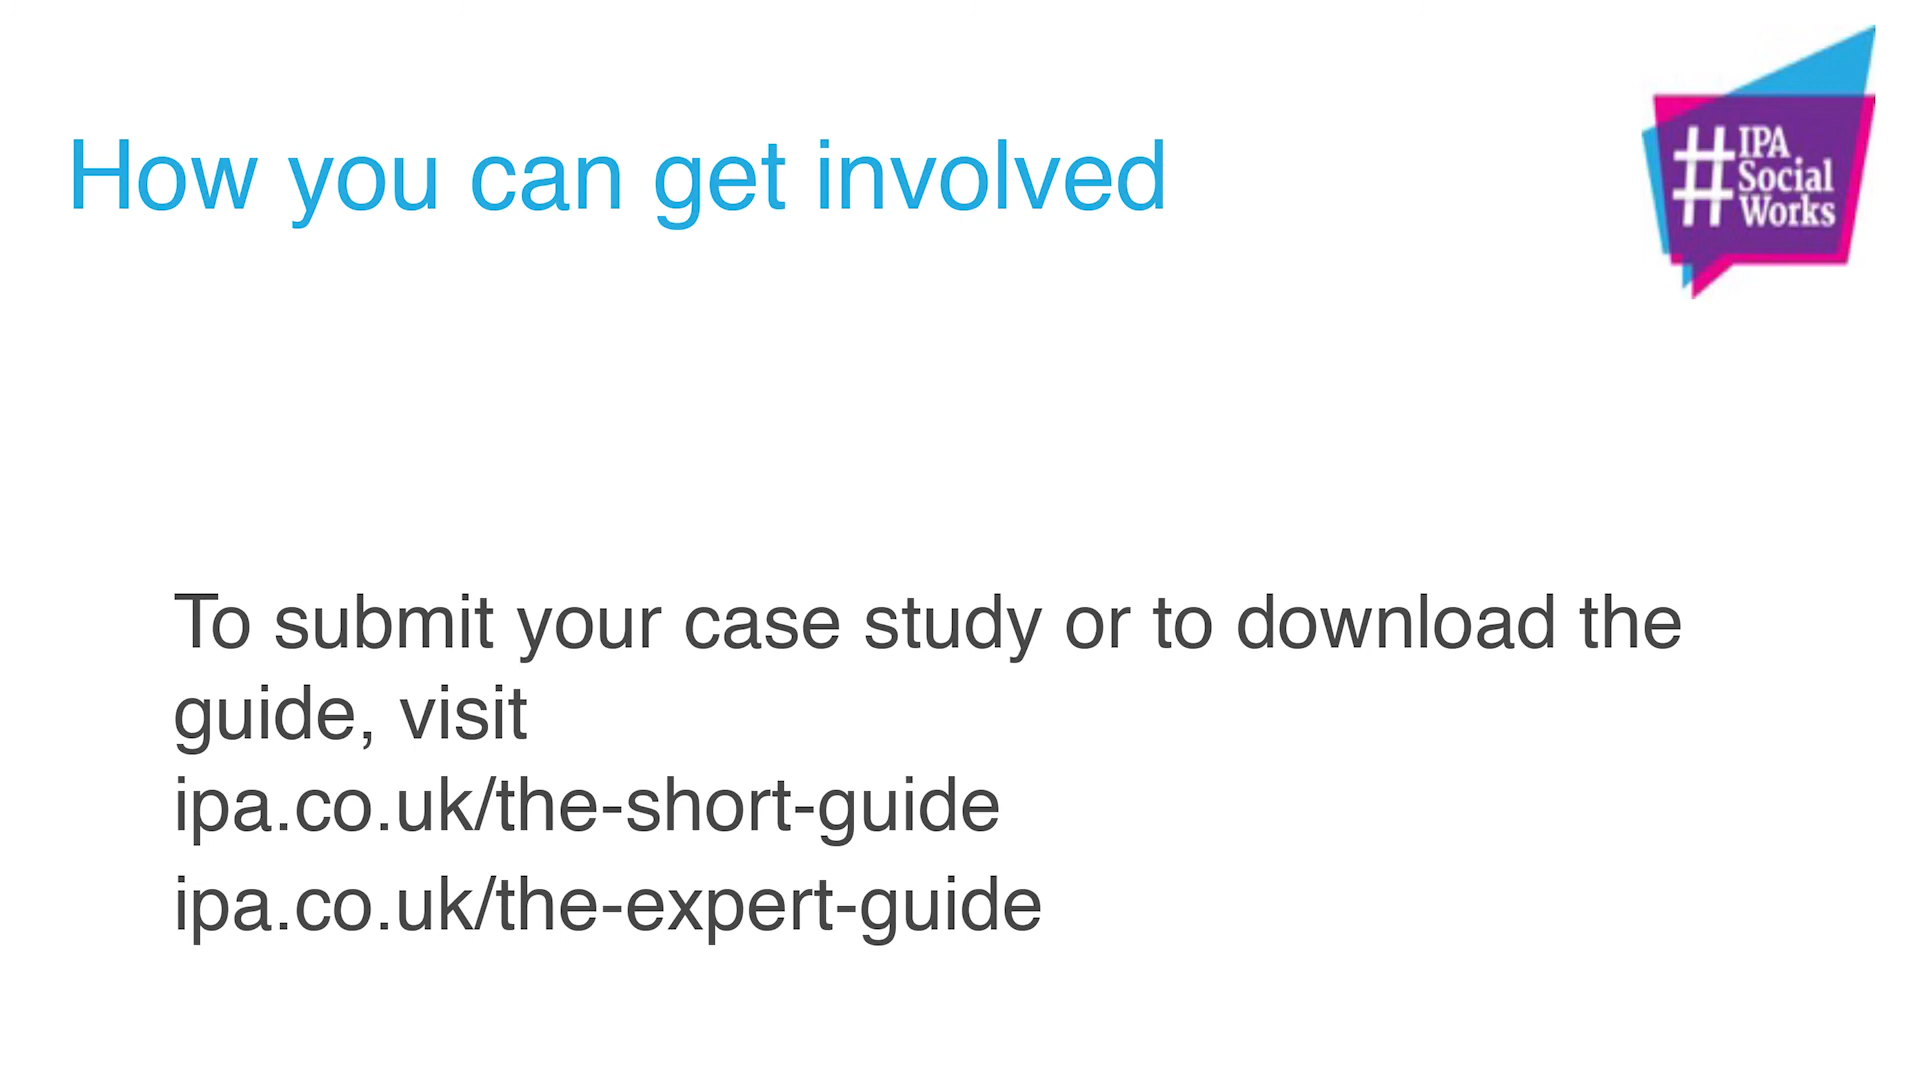 How you can get involved
#IPA
Social
Works
To submit your case study or to download the
guide, visit
ipa.co.uk/the-short-guide
ipa.co.uk/the-expert-guide